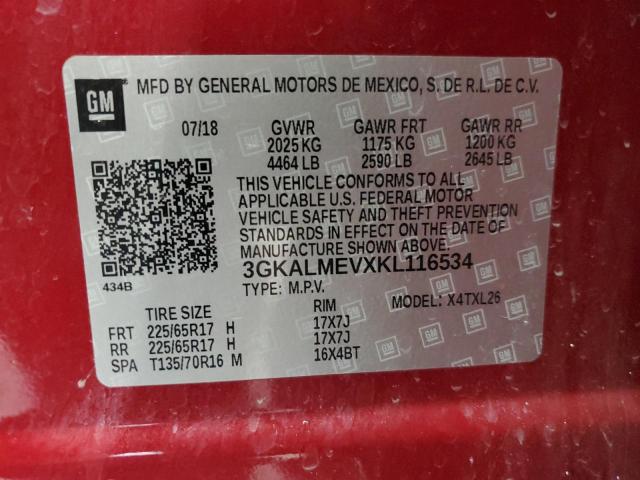 GM
MFD BY GENERAL MOTORS DE MEXICO, S. DE R.L. DE C.V.
07/18 GVWR GAWR FRT GAWR RR
2025 KG 1175 KG 1200 KG
4464 LB 2590 LB 2645 LB
THIS VEHICLE CONFORMS TO ALL
APPLICABLE U.S. FEDERAL MOTOR
VEHICLE SAFETY AND THEFT PREVENTION
STANDARDS IN EFFECT ON THE DATE OF
MANUFACTURE SHOWN ABOVE.
434B
3GKALMEVXKL116534
TYPE: M.P.V. MODEL: X4TXL26
TIRE SIZE RIM
FRT 225/65R17 H 17X7J
RR 225/65R17 H 17X7J
SPA T135/70R16 M 16X4BT